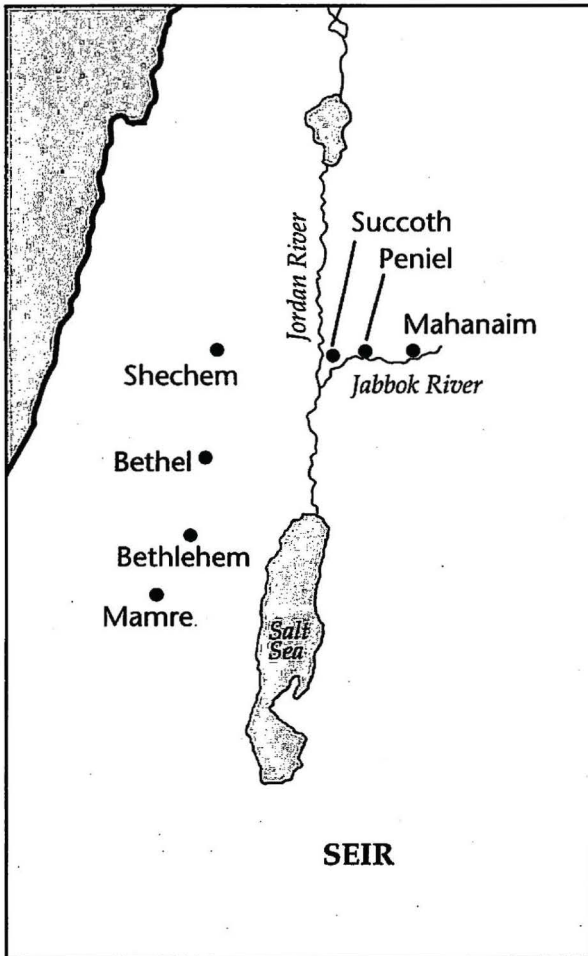 Jordan River
Succoth
Peniel
Mahanaim
Shechem
Jabbok River
Bethel
Bethlehem
Mamre
Salt
Sea
SEIR